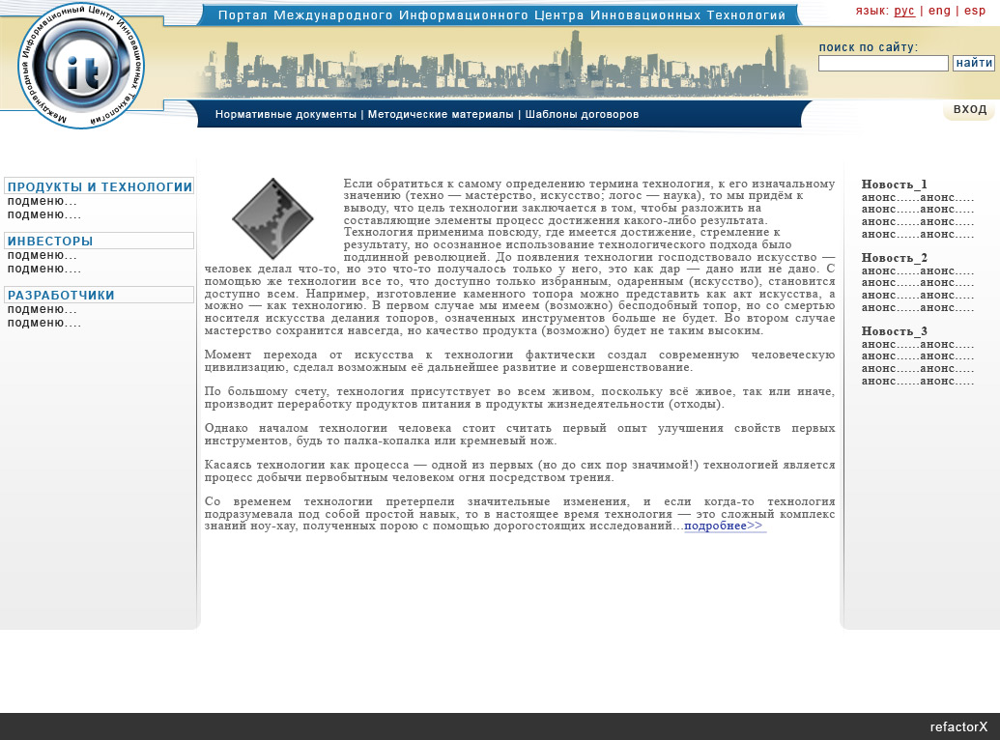 Портал Международного Информационного Центра Инновационных Технологий
язык: рус | eng | esp
Международный Информационный Центр Инновационных Технологий
it
поиск по сайту:
найти
Нормативные документы | Методические материалы | Шаблоны договоров
ВХОД
ПРОДУКТЫ И ТЕХНОЛОГИИ
подменю...
подменю....
ИНВЕСТОРЫ
подменю...
подменю....
РАЗРАБОТЧИКИ
подменю...
подменю....
Если обратиться к самому определению термина технология, к его изначальному
значению (техно — мастерство, искусство; логос — наука), то мы придём к
выводу, что цель технологии заключается в том, чтобы разложить на
составляющие элементы процесс достижения какого-либо результата.
Технология применима повсюду, где имеется достижение, стремление к
результату, но осознанное использование технологического подхода было
подлинной революцией. До появления технологии господствовало искусство —
человек делал что-то, но это что-то получалось только у него, это как дар — дано или не дано. С
помощью же технологии все то, что доступно только избранным, одаренным (искусство), становится
доступно всем. Например, изготовление каменного топора можно представить как акт искусства, а
можно — как технологию. В первом случае мы имеем (возможно) бесподобный топор, но со смертью
носителя искусства делания топоров, означенных инструментов больше не будет. Во втором случае
мастерство сохранится навсегда, но качество продукта (возможно) будет не таким высоким.
Момент перехода от искусства к технологии фактически создал современную человеческую
цивилизацию, сделал возможным её дальнейшее развитие и совершенствование.
По большому счету, технология присутствует во всем живом, поскольку всё живое, так или иначе,
производит переработку продуктов питания в продукты жизнедеятельности (отходы).
Однако началом технологии человека стоит считать первый опыт улучшения свойств первых
инструментов, будь то палка-копалка или кремневый нож.
Касаясь технологии как процесса — одной из первых (но до сих пор значимой!) технологией является
процесс добычи первобытным человеком огня посредством трения.
Со временем технологии претерпели значительные изменения, и если когда-то технология
подразумевала под собой простой навык, то в настоящее время технология — это сложный комплекс
знаний ноу-хау, полученных порою с помощью дорогостоящих исследований...подробнее>>
Новость_1
анонс......анонс.....
анонс......анонс.....
анонс......анонс.....
анонс......анонс.....
Новость_2
анонс......анонс.....
анонс......анонс.....
анонс......анонс.....
анонс......анонс.....
Новость_3
анонс......анонс.....
анонс......анонс.....
анонс......анонс.....
анонс......анонс.....
refactorX